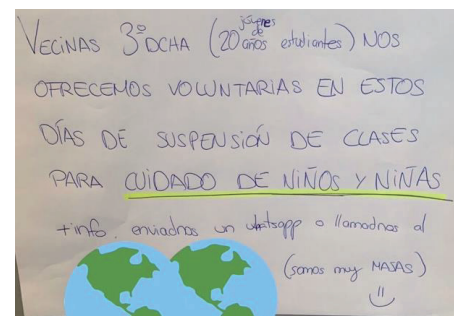 VECINAS 3º DCHA (20 años jóvenes de estudiantes) NOS
OFRECEMOS VOLUNTARIAS EN ESTOS
DÍAS DE SUSPENSIÓN DE CLASES
PARA CUIDADO DE NIÑOS Y NIÑAS
+info. enviadnos un whatsapp o llamadnos al
(somos muy MAJAS)